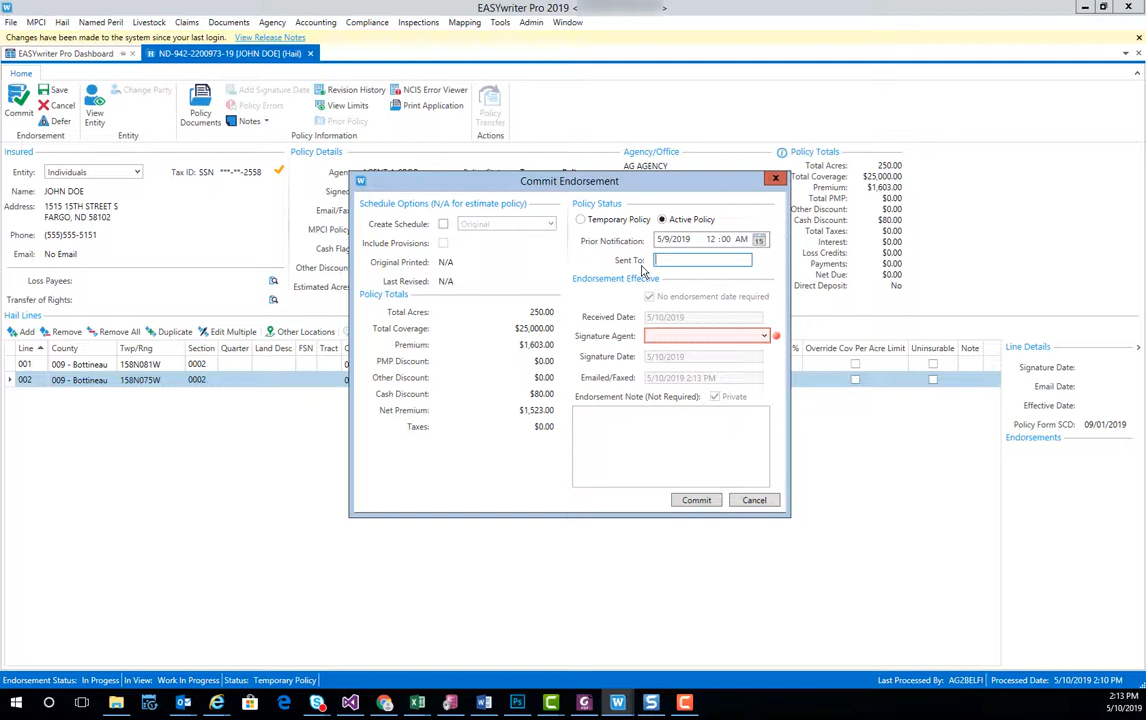 EASYwriter Pro 2019 < >
File MPCI Hail Named Peril Livestock Claims Documents Agency Accounting Compliance Inspections Mapping Tools Admin Window
Changes have been made to the system since your last login. View Release Notes
EASYwriter Pro Dashboard ND-942-2200973-19 [JOHN DOE] (Hail)
Home
Save Change Party Add Signature Date Revision History NCIS Error Viewer
Commit Cancel View Entity Policy Documents Policy Errors View Limits Print Application Policy Transfer
Defer Notes Prior Policy
Endorsement Entity Policy Information Actions
Insured Policy Details Agency/Office Policy Totals
Entity: Individuals Tax ID: SSN ***-**-2558
AG AGENCY
Name: JOHN DOE
Address: 1515 15TH STREET S
FARGO, ND 58102
Phone: (555)555-5151
Email: No Email
Loss Payees:
Transfer of Rights:
Signed
Email/Fax
MPCI Poli
Cash Flag
Other Discoun
Estimated Acres
Total Acres: 250.00
Total Coverage: $25,000.00
Premium: $1,603.00
PMP Discount: $0.00
Other Discount: $0.00
Cash Discount: $80.00
Total Taxes: $0.00
Interest: $0.00
Loss Credits: $0.00
Payments: $0.00
Net Due: $0.00
Direct Deposit: No
Commit Endorsement
Schedule Options (N/A for estimate policy)
Create Schedule: Original
Include Provisions:
Original Printed: N/A
Last Revised: N/A
Policy Totals
Total Acres: 250.00
Total Coverage: $25,000.00
Premium: $1,603.00
PMP Discount: $0.00
Other Discount: $0.00
Cash Discount: $80.00
Net Premium: $1,523.00
Taxes: $0.00
Policy Status
Temporary Policy Active Policy
Prior Notification: 5/9/2019 12 :00 AM 15
Sent To:
Endorsement Effective
No endorsement date required
Received Date: 5/10/2019
Signature Agent:
Signature Date: 5/10/2019
Emailed/Faxed: 5/10/2019 2:13 PM
Endorsement Note (Not Required): Private
Commit Cancel
Hail Lines
Add Remove Remove All Duplicate Edit Multiple Other Locations
Line County Twp/Rng Section Quarter Land Desc FSN Tract % Override Cov Per Acre Limit Uninsurable Note
001 009 - Bottineau 158N081W 0002
002 009 - Bottineau 158N075W 0002
Line Details
Signature Date:
Email Date:
Effective Date:
Policy Form SCD: 09/01/2019
Endorsements
Endorsement Status: In Progress In View: Work In Progress Status: Temporary Policy Last Processed By: AG2BELFI Processed Date: 5/10/2019 2:10 PM
2:13 PM
5/10/2019